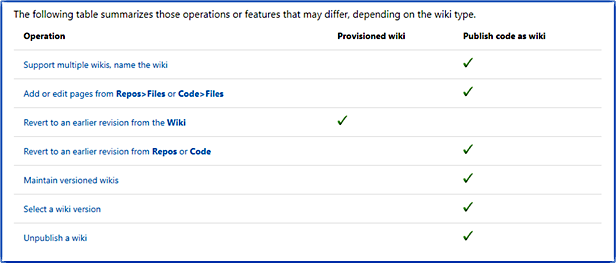 The following table summarizes those operations or features that may differ, depending on the wiki type.
Operation Provisioned wiki Publish code as wiki
Support multiple wikis, name the wiki ✓
Add or edit pages from Repos>Files or Code>Files ✓
Revert to an earlier revision from the Wiki ✓
Revert to an earlier revision from Repos or Code ✓
Maintain versioned wikis ✓
Select a wiki version ✓
Unpublish a wiki ✓